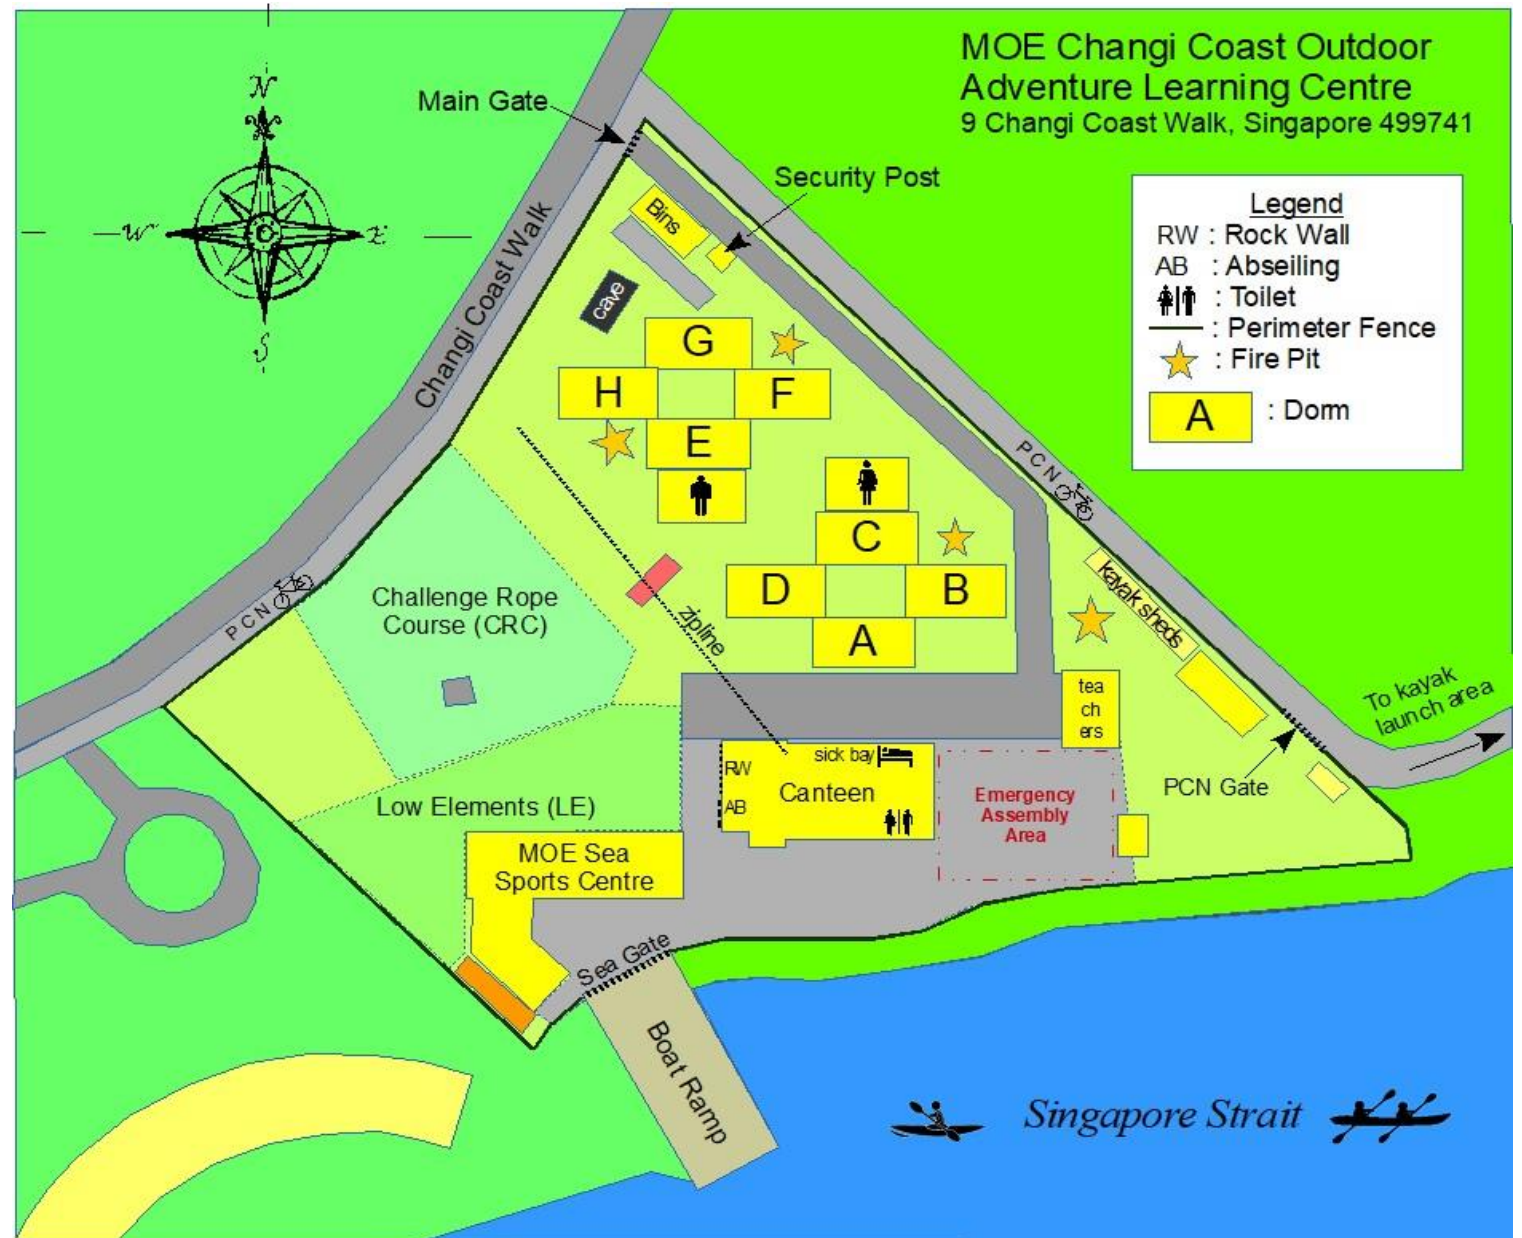 MOE Changi Coast Outdoor
Adventure Learning Centre
9 Changi Coast Walk, Singapore 499741
N
W
E
S
Main Gate
Security Post
Changi Coast Walk
Bins
cave
Legend
RW : Rock Wall
AB : Abseiling
: Toilet
: Perimeter Fence
: Fire Pit
A : Dorm
G
H
F
E
C
D
B
A
PCN
PCN
kayak sheds
Challenge Rope
Course (CRC)
zipline
tea
ch
ers
To kayak
launch area
PCN Gate
RW
AB
sick bay
Canteen
Emergency
Assembly
Area
Low Elements (LE)
MOE Sea
Sports Centre
Sea Gate
Boat Ramp
Singapore Strait